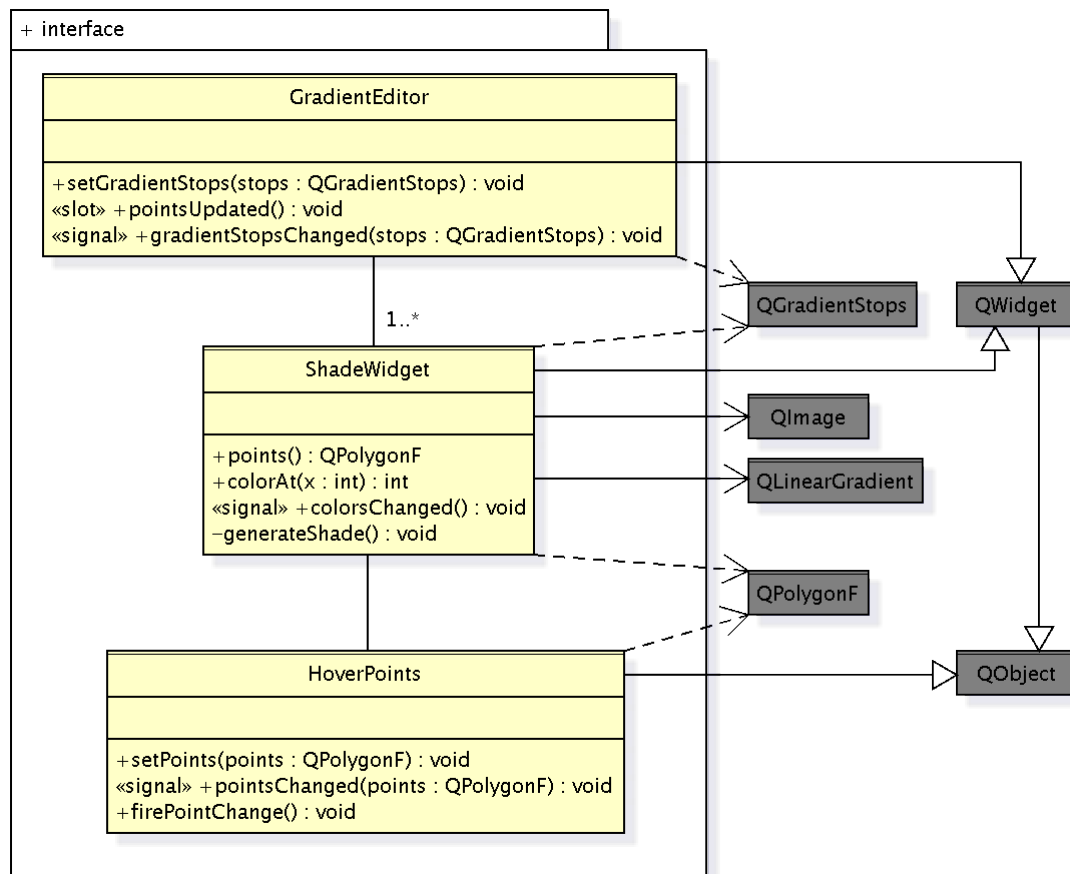 + interface
GradientEditor
+setGradientStops(stops : QGradientStops) : void
«slot» +pointsUpdated() : void
«signal» +gradientStopsChanged(stops : QGradientStops) : void
QGradientStops
QWidget
1..*
ShadeWidget
QImage
+points() : QPolygonF
+colorAt(x : int) : int
«signal» +colorsChanged() : void
−generateShade() : void
QLinearGradient
QPolygonF
HoverPoints
QObject
+setPoints(points : QPolygonF) : void
«signal» +pointsChanged(points : QPolygonF) : void
+firePointChange() : void